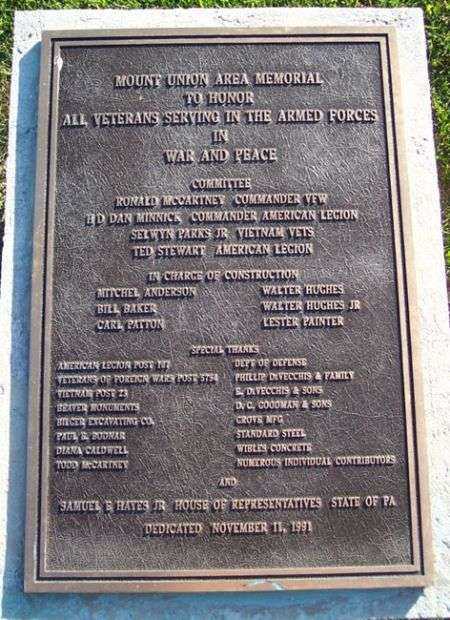 MOUNT UNION AREA MEMORIAL
TO HONOR
ALL VETERANS SERVING IN THE ARMED FORCES
IN
WAR AND PEACE
COMMITTEE
RONALD McCARTNEY COMMANDER VFW
H D DAN MINNICK COMMANDER AMERICAN LEGION
SELWYN PARKS JR VIETNAM VETS
TED STEWART AMERICAN LEGION
IN CHARGE OF CONSTRUCTION
MITCHEL ANDERSON WALTER HUGHES
BILL BAKER WALTER HUGHES JR
CARL PATTON LESTER PAINTER
SPECIAL THANKS
AMERICAN LEGION POST DEPT OF DEFENSE
VETERANS OF FOREIGN WARS POST 5754 PHILLIP DeVECCHIS & FAMILY
VIETNAM POST 23 E. DeVECCHIS & SONS
BEAVER MONUMENTS D. C. GOODMAN & SONS
EXCAVATING CO. GROVE MFG
PAUL B. BODNAR STANDARD STEEL
DIANA CALDWELL WIBLES CONCRETE
TODD McCARTNEY NUMEROUS INDIVIDUAL CONTRIBUTORS
AND
SAMUEL E HAYES JR HOUSE OF REPRESENTATIVES STATE OF PA
DEDICATED NOVEMBER 11, 1991